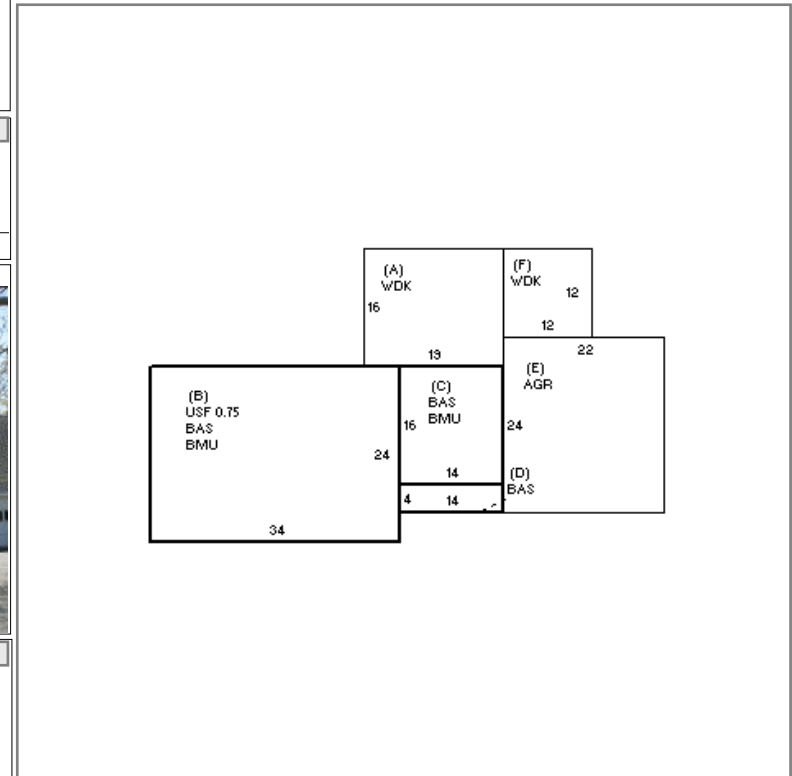 (A)
WDK
16
19
(F)
WDK
12
12
22
(E)
AGR
24
(B)
USF 0.75
BAS
BMU
24
34
(C)
BAS
BMU
16
14
(D)
BAS
4
14